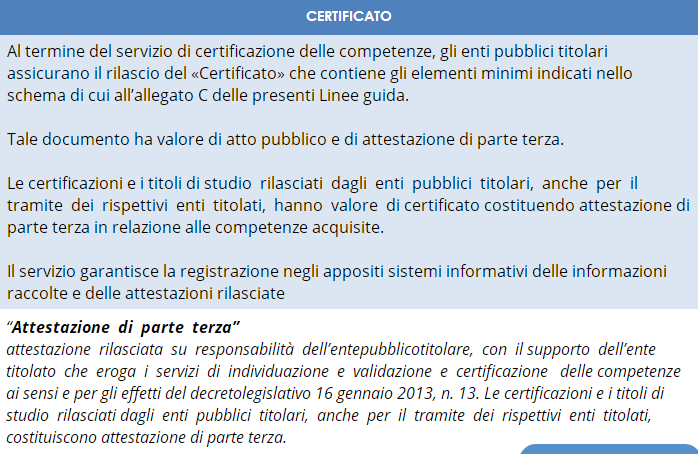 CERTIFICATO
Al termine del servizio di certificazione delle competenze, gli enti pubblici titolari
assicurano il rilascio del «Certificato» che contiene gli elementi minimi indicati nello
schema di cui all’allegato C delle presenti Linee guida.
Tale documento ha valore di atto pubblico e di attestazione di parte terza.
Le certificazioni e i titoli di studio rilasciati dagli enti pubblici titolari, anche per il
tramite dei rispettivi enti titolati, hanno valore di certificato costituendo attestazione di
parte terza in relazione alle competenze acquisite.
Il servizio garantisce la registrazione negli appositi sistemi informativi delle informazioni
raccolte e delle attestazioni rilasciate
“Attestazione di parte terza”
attestazione rilasciata su responsabilità dell’entepubblicotitolare, con il supporto dell’ente
titolato che eroga i servizi di individuazione e validazione e certificazione delle competenze
ai sensi e per gli effetti del decretolegislativo 16 gennaio 2013, n. 13. Le certificazioni e i titoli di
studio rilasciati dagli enti pubblici titolari, anche per il tramite dei rispettivi enti titolati,
costituiscono attestazione di parte terza.